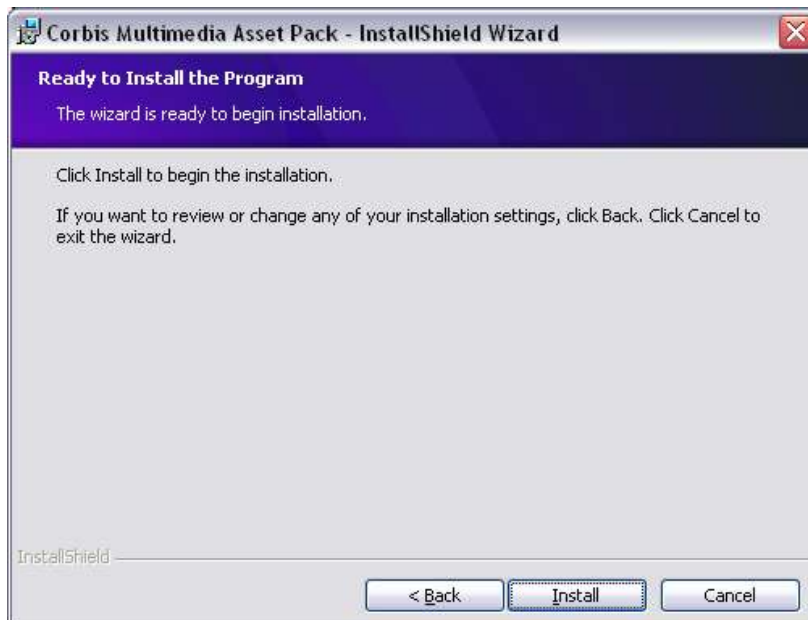 Corbis Multimedia Asset Pack - InstallShield Wizard
Ready to Install the Program
The wizard is ready to begin installation.
Click Install to begin the installation.
If you want to review or change any of your installation settings, click Back. Click Cancel to
exit the wizard.
InstallShield
< Back Install Cancel